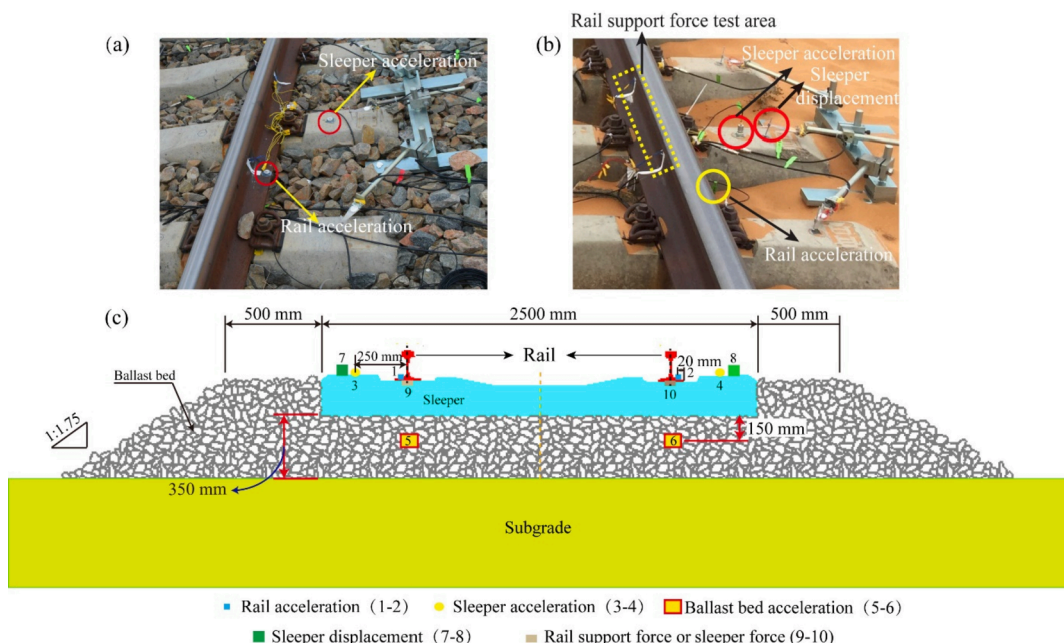 Rail support force test area
(a)
Sleeper acceleration
Rail acceleration
(b)
Sleeper acceleration
Sleeper
displacement
Rail acceleration
(c)
500 mm
2500 mm
500 mm
7
250 mm
Rail
20 mm
8
Ballast bed
3
1
2
4
9
10
Sleeper
1:1.75
150 mm
5
6
350 mm
Subgrade
Rail acceleration (1-2)
Sleeper acceleration (3-4)
Ballast bed acceleration (5-6)
Sleeper displacement (7-8)
Rail support force or sleeper force (9-10)